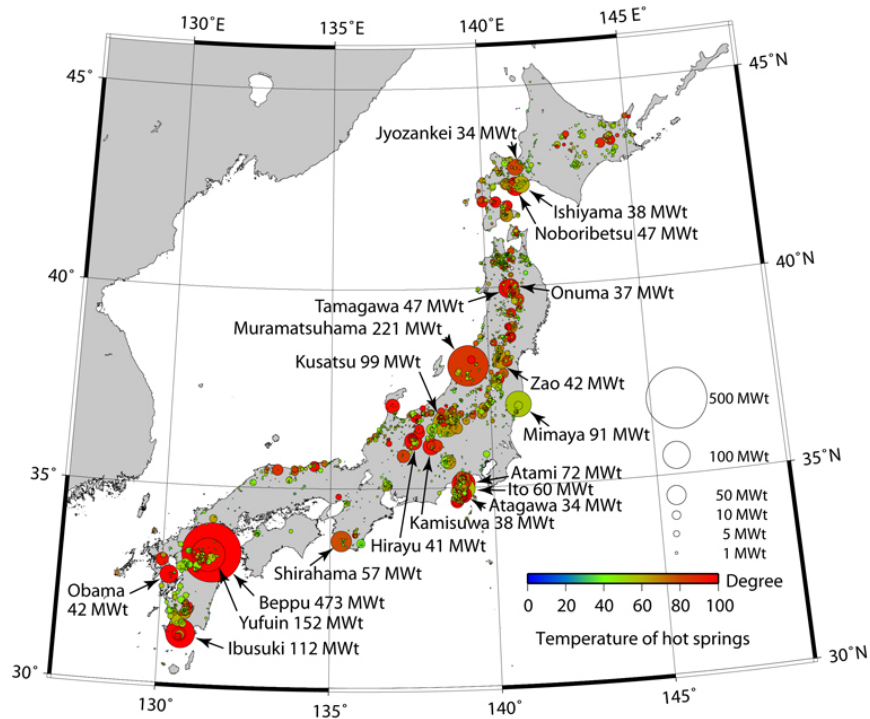 130˚E
135˚E
140˚E
145˚E
45˚
45˚N
Jyozankei 34 MWt
Ishiyama 38 MWt
Noboribetsu 47 MWt
40˚
40˚N
Tamagawa 47 MWt
Onuma 37 MWt
Muramatsuhama 221 MWt
Kusatsu 99 MWt
Zao 42 MWt
500 MWt
Mimaya 91 MWt
100 MWt
35˚
35˚N
Atami 72 MWt
Ito 60 MWt
50 MWt
Atagawa 34 MWt
10 MWt
Kamisuwa 38 MWt
5 MWt
Hirayu 41 MWt
1 MWt
Shirahama 57 MWt
Obama
42 MWt
Beppu 473 MWt
Yufuin 152 MWt
Ibusuki 112 MWt
Degree
0 20 40 60 80 100
Temperature of hot springs
30˚
30˚N
130˚E
135˚E
140˚E
145˚E